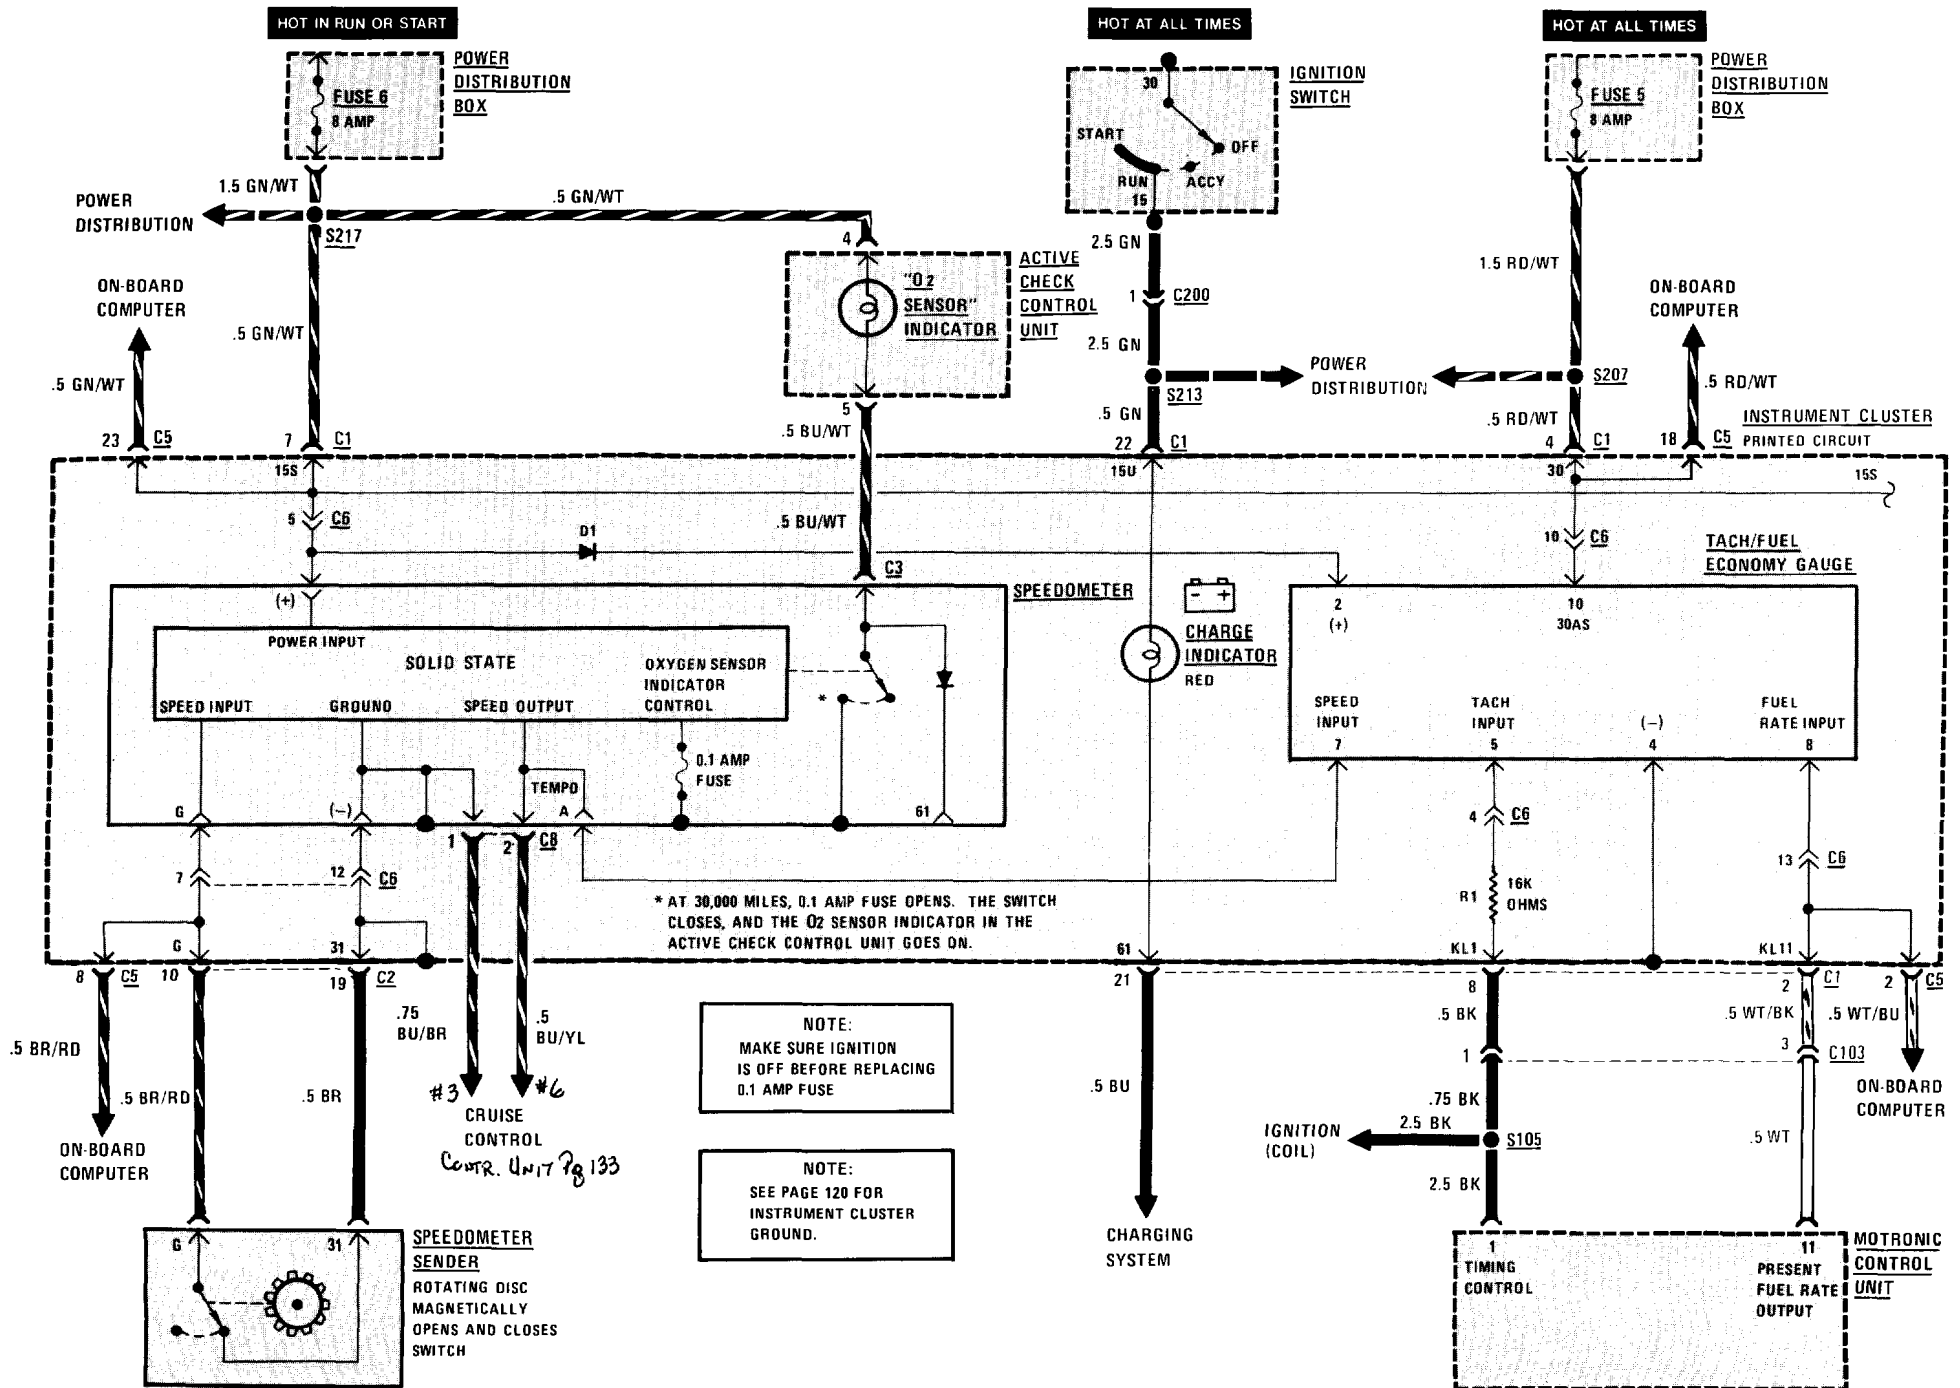 HOT IN RUN OR START
HOT AT ALL TIMES
HOT AT ALL TIMES
FUSE 6
8 AMP
POWER
DISTRIBUTION
BOX
30
START
OFF
RUN
ACCY
15
IGNITION
SWITCH
FUSE 5
8 AMP
POWER
DISTRIBUTION
BOX
1.5 GN/WT
.5 GN/WT
POWER
DISTRIBUTION
S217
4
ON-BOARD
COMPUTER
.5 GN/WT
.5 GN/WT
"O2
SENSOR"
INDICATOR
ACTIVE
CHECK
CONTROL
UNIT
5
.5 BU/WT
2.5 GN
1
C200
2.5 GN
S213
.5 GN
POWER
DISTRIBUTION
1.5 RD/WT
S207
.5 RD/WT
ON-BOARD
COMPUTER
.5 RD/WT
INSTRUMENT CLUSTER
PRINTED CIRCUIT
23
C5
7
C1
22
C1
4
C1
18
C5
15S
15U
30
15S
5
C6
D1
.5 BU/WT
C3
10
C6
TACH/FUEL
ECONOMY GAUGE
SPEEDOMETER
(+)
POWER INPUT
SOLID STATE
OXYGEN SENSOR
INDICATOR
CONTROL
SPEED INPUT
GROUND
SPEED OUTPUT
*
0.1 AMP
FUSE
TEMPO
G
(-)
A
61
- +
CHARGE
INDICATOR
RED
2
(+)
10
30AS
SPEED
INPUT
7
TACH
INPUT
5
(-)
4
FUEL
RATE INPUT
8
1
2
C8
7
12
C6
4
C6
13
C6
R1
16K
OHMS
* AT 30,000 MILES, 0.1 AMP FUSE OPENS. THE SWITCH
CLOSES, AND THE O2 SENSOR INDICATOR IN THE
ACTIVE CHECK CONTROL UNIT GOES ON.
G
31
61
KL1
KL11
8
C5
10
19
C2
21
8
2
C1
2
C5
.5 BR/RD
.5 BR/RD
.5 BR
.75
BU/BR
.5
BU/YL
#3
#6
CRUISE
CONTROL
CONTR. UNIT Pg 133
ON-BOARD
COMPUTER
NOTE:
MAKE SURE IGNITION
IS OFF BEFORE REPLACING
0.1 AMP FUSE
NOTE:
SEE PAGE 120 FOR
INSTRUMENT CLUSTER
GROUND.
.5 BU
CHARGING
SYSTEM
.5 BK
1
.75 BK
2.5 BK
IGNITION
(COIL)
S105
2.5 BK
.5 WT/BK
3
C103
.5 WT
.5 WT/BU
ON-BOARD
COMPUTER
G
31
SPEEDOMETER
SENDER
ROTATING DISC
MAGNETICALLY
OPENS AND CLOSES
SWITCH
1
TIMING
CONTROL
11
PRESENT
FUEL RATE
OUTPUT
MOTRONIC
CONTROL
UNIT